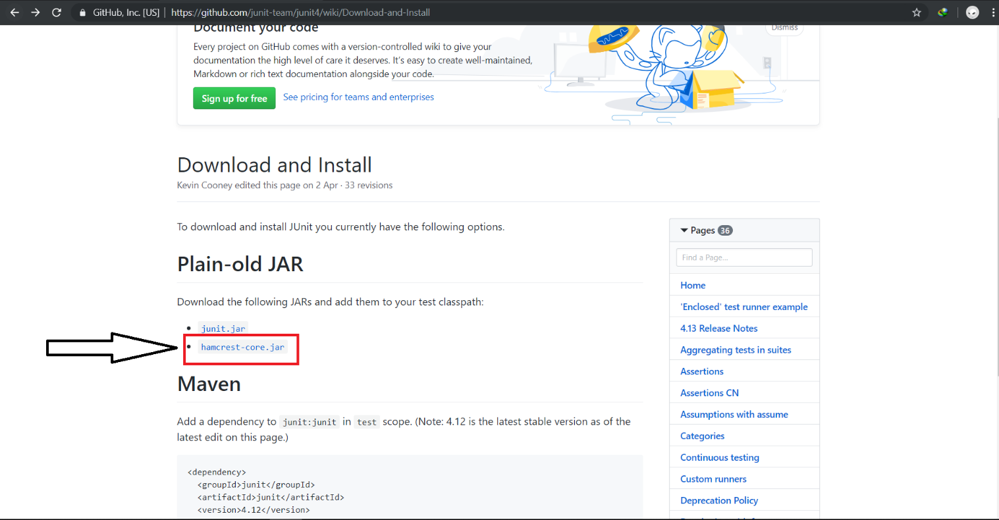 GitHub, Inc. [US] | https://github.com/junit-team/junit4/wiki/Download-and-Install
Document your code
Dismiss
Every project on GitHub comes with a version-controlled wiki to give your
documentation the high level of care it deserves. It's easy to create well-maintained,
Markdown or rich text documentation alongside your code.
Sign up for free
See pricing for teams and enterprises
Download and Install
Kevin Cooney edited this page on 2 Apr · 33 revisions
To download and install JUnit you currently have the following options.
Plain-old JAR
Download the following JARs and add them to your test classpath:
• junit.jar
• hamcrest-core.jar
Maven
Add a dependency to junit:junit in test scope. (Note: 4.12 is the latest stable version as of the
latest edit on this page.)
<dependency>
<groupId>junit</groupId>
<artifactId>junit</artifactId>
<version>4.12</version>
Pages 36
Find a Page...
Home
'Enclosed' test runner example
4.13 Release Notes
Aggregating tests in suites
Assertions
Assertions CN
Assumptions with assume
Categories
Continuous testing
Custom runners
Deprecation Policy